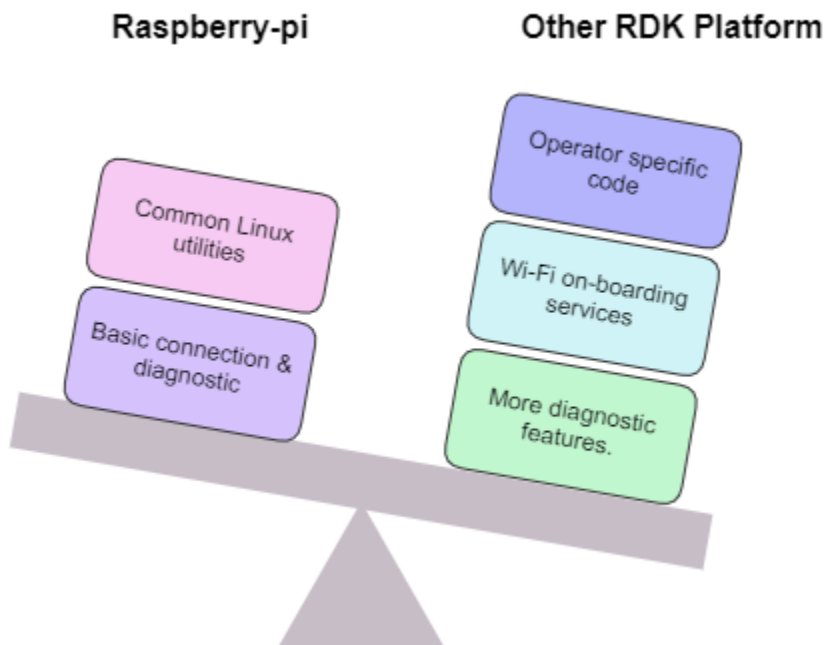 Raspberry-pi
Other RDK Platform
Common Linux
utilities
Basic connection &
diagnostic
Operator specific
code
Wi-Fi on-boarding
services
More diagnostic
features.